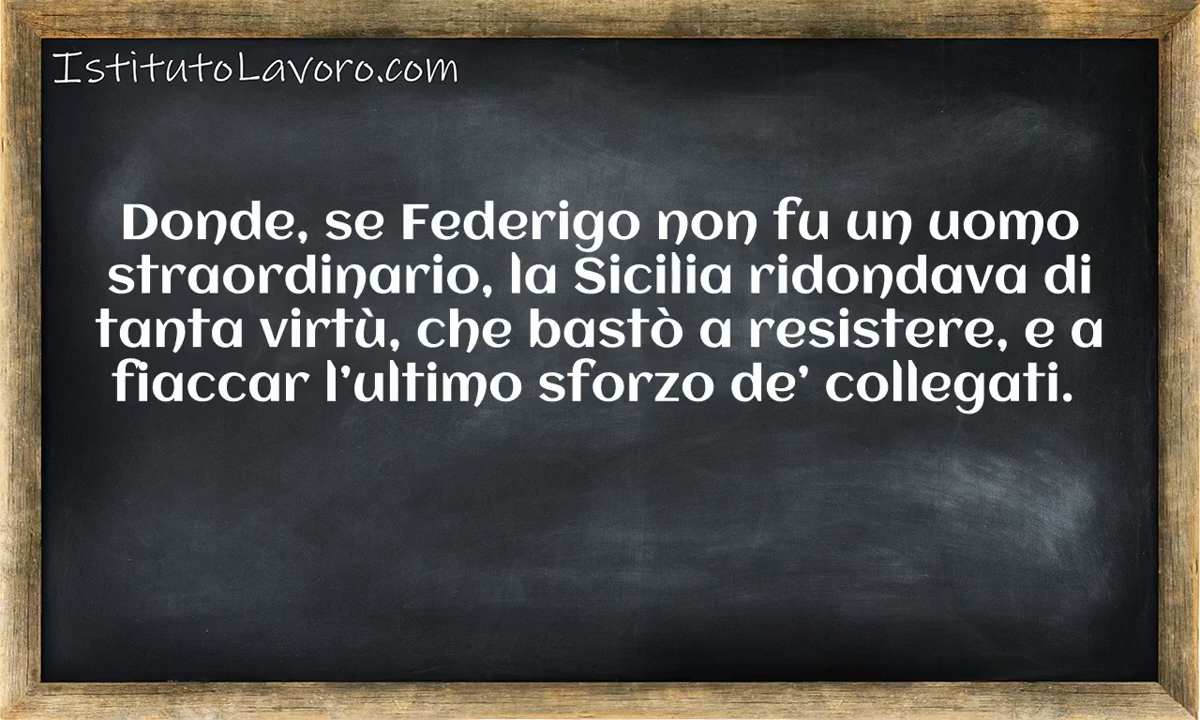 IstitutoLavoro.com
Donde, se Federigo non fu un uomo
straordinario, la Sicilia ridondava di
tanta virtù, che bastò a resistere, e a
fiaccar l’ultimo sforzo de’ collegati.